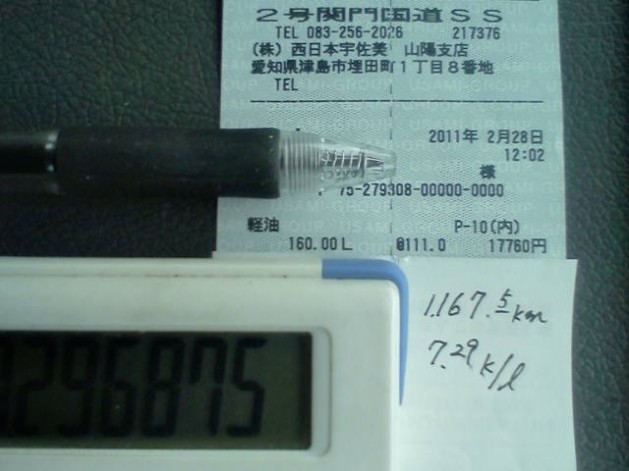 2号関門国道SS
TEL 083-256-2026 217376
(株) 西日本宇佐美 山陽支店
愛知県津島市埋田町1丁目8番地
TEL
2011年 2月28日
12:02
様
75-279308-00000-0000
軽油 P-10(内)
160.00L @111.0 17760円
1.167.5km
7.29k/l
.296875